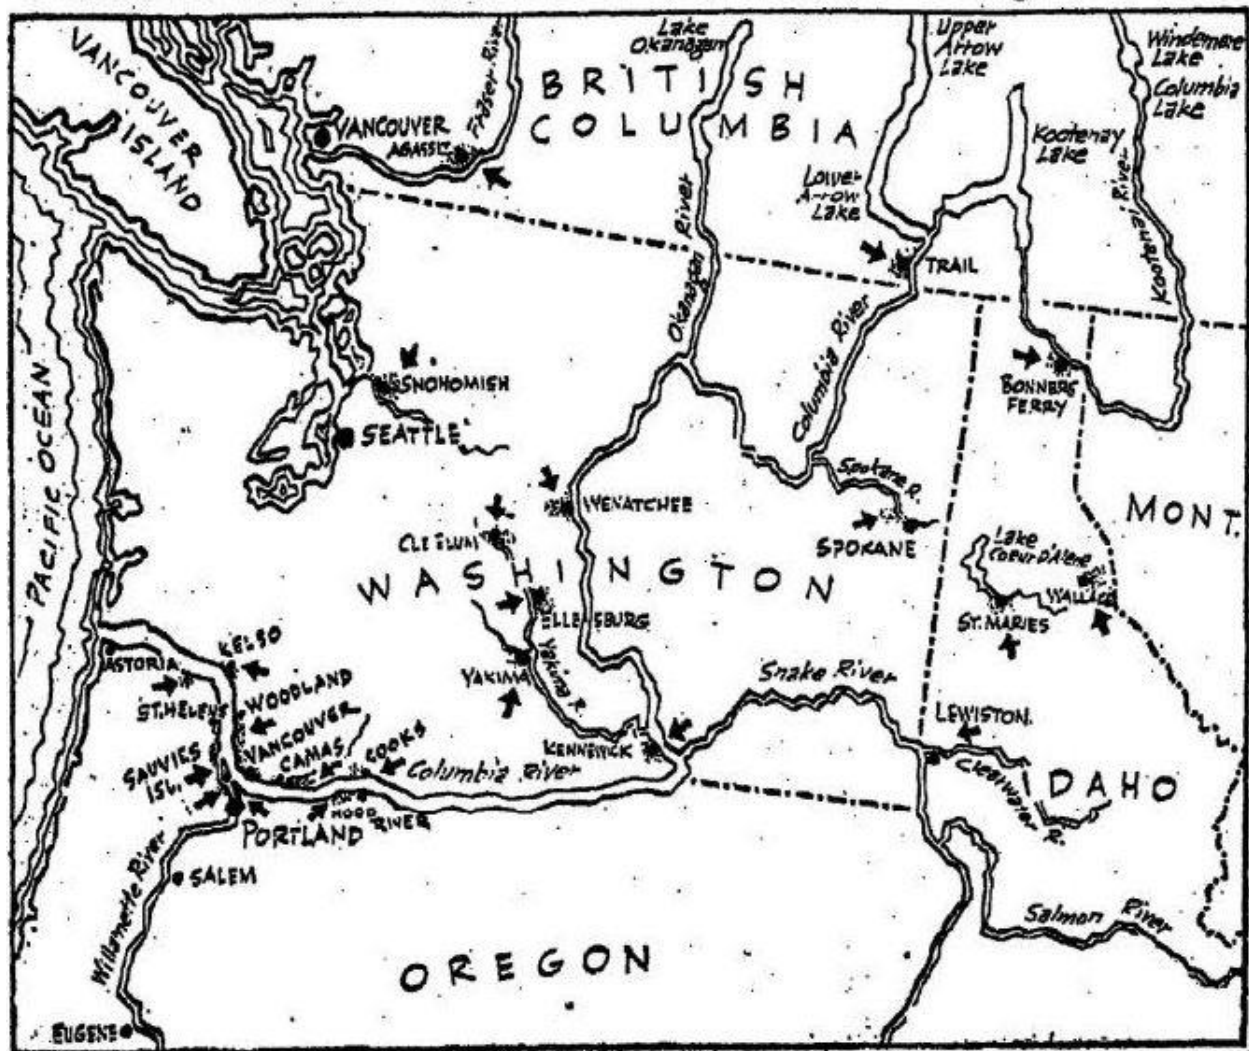 VANCOUVER
ISLAND
Fraser River
Lake
Okanagan
BRITISH
COLUMBIA
Upper
Arrow
Lake
Windemere
Lake
Columbia
Lake
VANCOUVER
AGASSIZ
Kootenay
Lake
Lower
Arrow
Lake
Kootenai River
Okanagan River
TRAIL
Columbia River
PACIFIC OCEAN
SNOHOMISH
SEATTLE
BONNERS
FERRY
Spokane R.
WENATCHEE
SPOKANE
MONT.
CLE ELUM
Lake
Coeur D'Alene
WALLACE
ST. MARIES
WASHINGTON
ELLENSBURG
YAKIMA
Yakima R.
ASTORIA
KELSO
ST. HELENS
WOODLAND
VANCOUVER
CAMAS
COOKS
SAUVIES
ISL.
Columbia River
KENNEWICK
Snake River
LEWISTON.
Clearwater
R.
IDAHO
HOOD
RIVER
PORTLAND
Willamette River
SALEM
Salmon River
OREGON
EUGENE